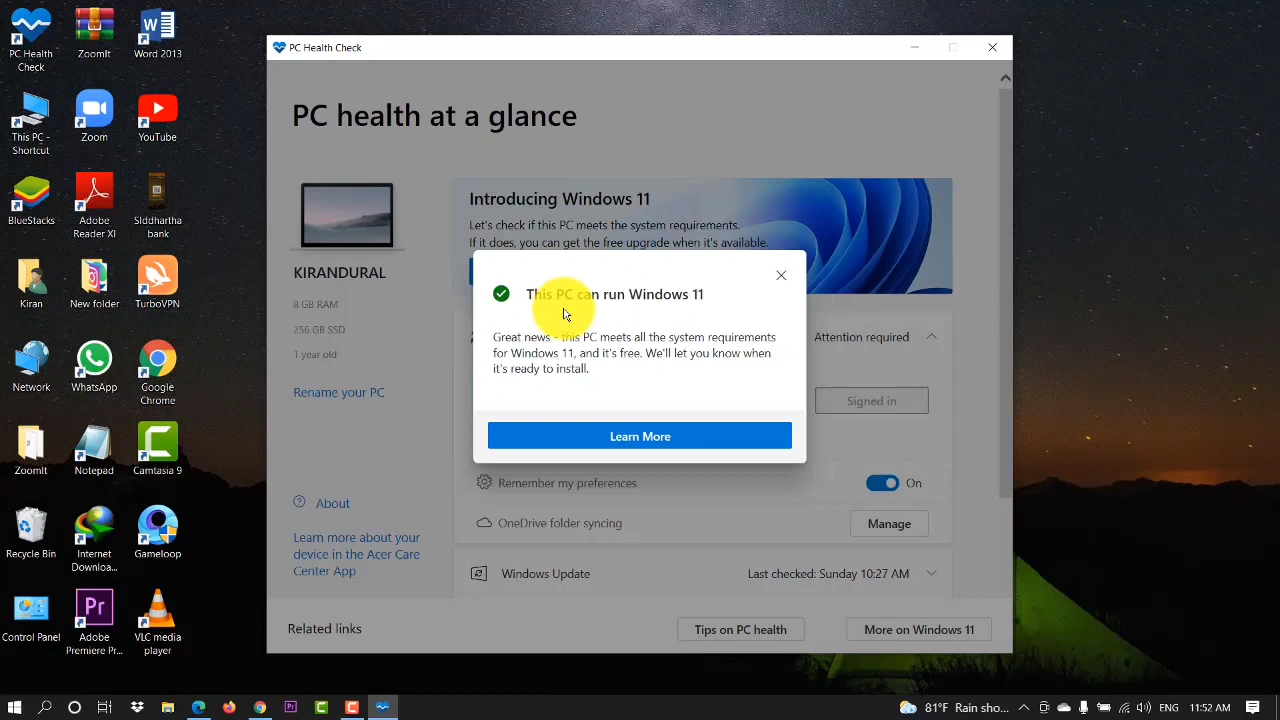 PC Health
Check
ZoomIt
Word 2013
This PC -
Shortcut
Zoom
YouTube
BlueStacks
Adobe
Reader XI
SIddhartha
bank
Kiran
New folder
TurboVPN
Network
WhatsApp
Google
Chrome
ZoomIt
Notepad
Camtasia 9
Recycle Bin
Internet
Downloa...
Gameloop
Control Panel
Adobe
Premiere Pr...
VLC media
player
PC Health Check
PC health at a glance
KIRANDURAL
8 GB RAM
256 GB SSD
1 year old
Rename your PC
About
Learn more about your
device in the Acer Care
Center App
Introducing Windows 11
Let's check if this PC meets the system requirements.
If it does, you can get the free upgrade when it's available.
This PC can run Windows 11
Great news - this PC meets all the system requirements
for Windows 11, and it's free. We'll let you know when
it's ready to install.
Learn More
Attention required
Signed in
Remember my preferences
On
OneDrive folder syncing
Manage
Windows Update
Last checked: Sunday 10:27 AM
Related links
Tips on PC health
More on Windows 11
81°F Rain sho...
ENG
11:52 AM